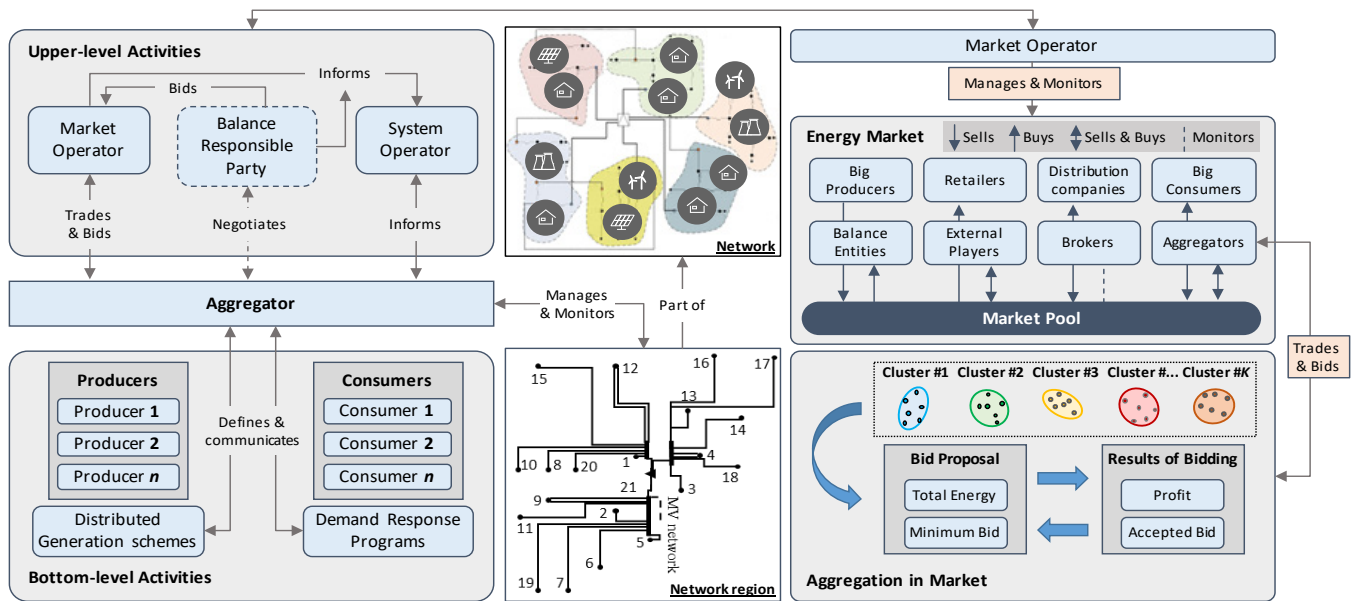 Upper-level Activities
Informs
Bids
Market
Operator
Balance
Responsible
Party
System
Operator
Trades
& Bids
Negotiates
Informs
Aggregator
Manages
& Monitors
Part of
Producers
Producer 1
Producer 2
Producer n
Consumers
Consumer 1
Consumer 2
Consumer n
Defines &
communicates
Distributed
Generation schemes
Demand Response
Programs
Bottom-level Activities
Network
15
12
16
17
13
14
10
8
20
1
4
18
3
21
9
2
11
5
6
19
7
MV network
Network region
Market Operator
Manages & Monitors
Energy Market
Sells
Buys
Sells & Buys
Monitors
Big
Producers
Retailers
Distribution
companies
Big
Consumers
Balance
Entities
External
Players
Brokers
Aggregators
Market Pool
Trades
& Bids
Cluster #1
Cluster #2
Cluster #3
Cluster #...
Cluster #K
Bid Proposal
Total Energy
Minimum Bid
Results of Bidding
Profit
Accepted Bid
Aggregation in Market